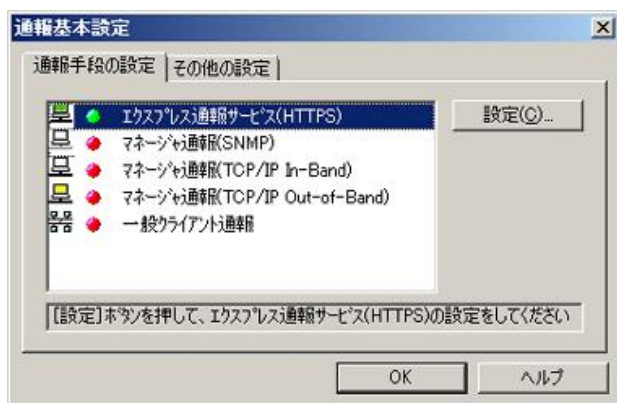 通報基本設定
通報手段の設定
その他の設定
エクスプレス通報サービス(HTTPS)
設定(C)...
マネージャ通報(SNMP)
マネージャ通報(TCP/IP In-Band)
マネージャ通報(TCP/IP Out-of-Band)
一般クライアント通報
[設定]ボタンを押して、エクスプレス通報サービス(HTTPS)の設定をしてください
OK
ヘルプ